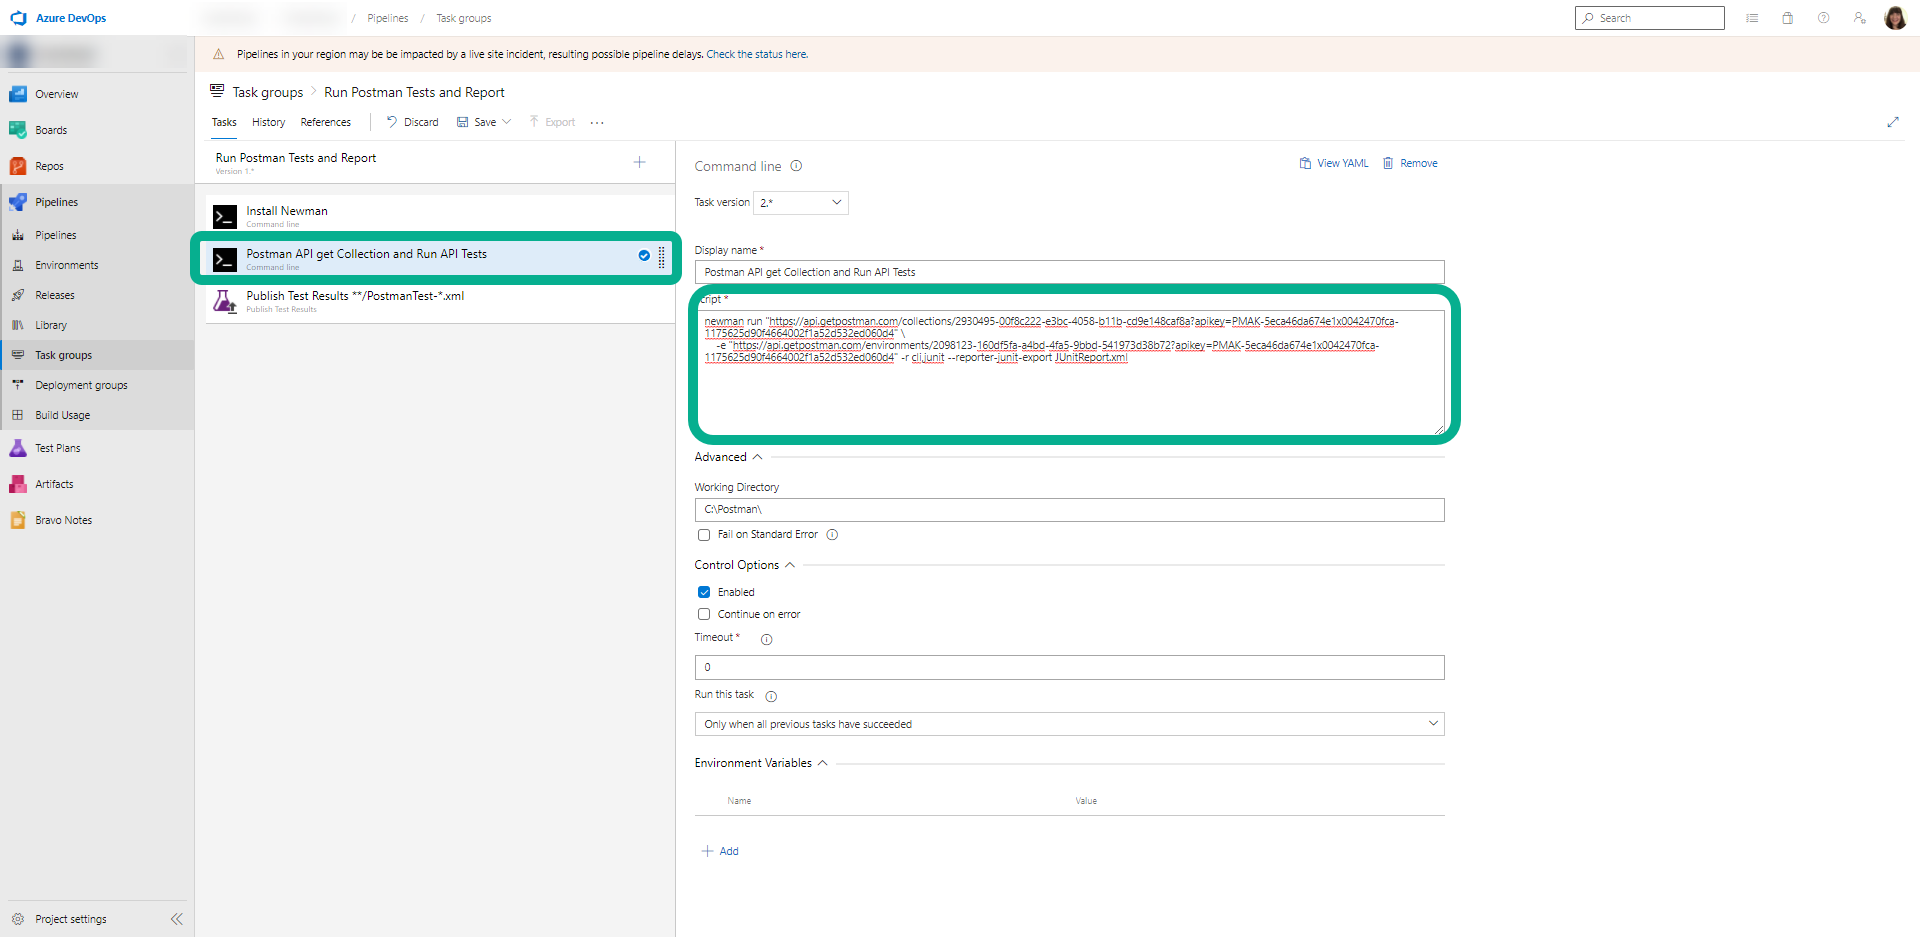 Azure DevOps
/ Pipelines / Task groups
Search
Pipelines in your region may be be impacted by a live site incident, resulting possible pipeline delays. Check the status here.
Overview
Boards
Repos
Pipelines
Pipelines
Environments
Releases
Library
Task groups
Deployment groups
Build Usage
Test Plans
Artifacts
Bravo Notes
Project settings
Task groups > Run Postman Tests and Report
Tasks History References Discard Save Export ...
Run Postman Tests and Report
Version 1.*
Install Newman
Command line
Postman API get Collection and Run API Tests
Command line
Publish Test Results **/PostmanTest-*.xml
Publish Test Results
Command line
View YAML Remove
Task version 2.*
Display name *
Postman API get Collection and Run API Tests
cript *
newman run "https://api.getpostman.com/collections/2930495-00f8c222-e3bc-4058-b11b-cd9e148caf8a?apikey=PMAK-5eca46da674e1x0042470fca-
1175625d90f4664002f1a52d532ed060d4" \
-e "https://api.getpostman.com/environments/2098123-160df5fa-a4bd-4fa5-9bbd-541973d38b72?apikey=PMAK-5eca46da674e1x0042470fca-
1175625d90f4664002f1a52d532ed060d4" -r cli,junit --reporter-junit-export JUnitReport.xml
Advanced
Working Directory
C:\Postman\
Fail on Standard Error
Control Options
Enabled
Continue on error
Timeout *
0
Run this task
Only when all previous tasks have succeeded
Environment Variables
Name Value
Add